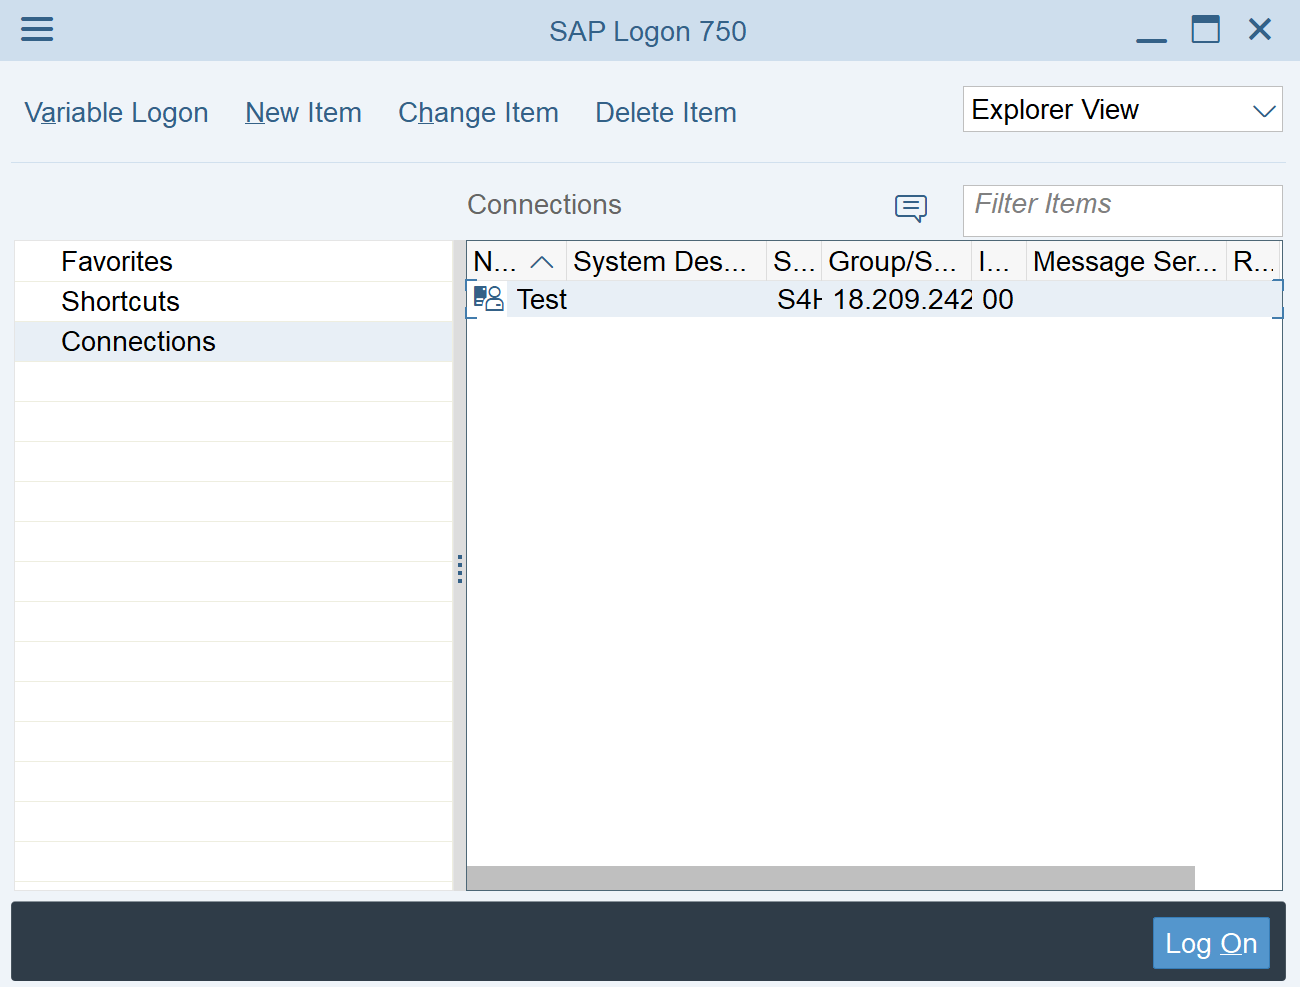 SAP Logon 750
Variable Logon New Item Change Item Delete Item Explorer View
Connections Filter Items
Favorites
Shortcuts
Connections
N... System Des... S... Group/S... I... Message Ser... R...
Test S4H 18.209.242 00
Log On